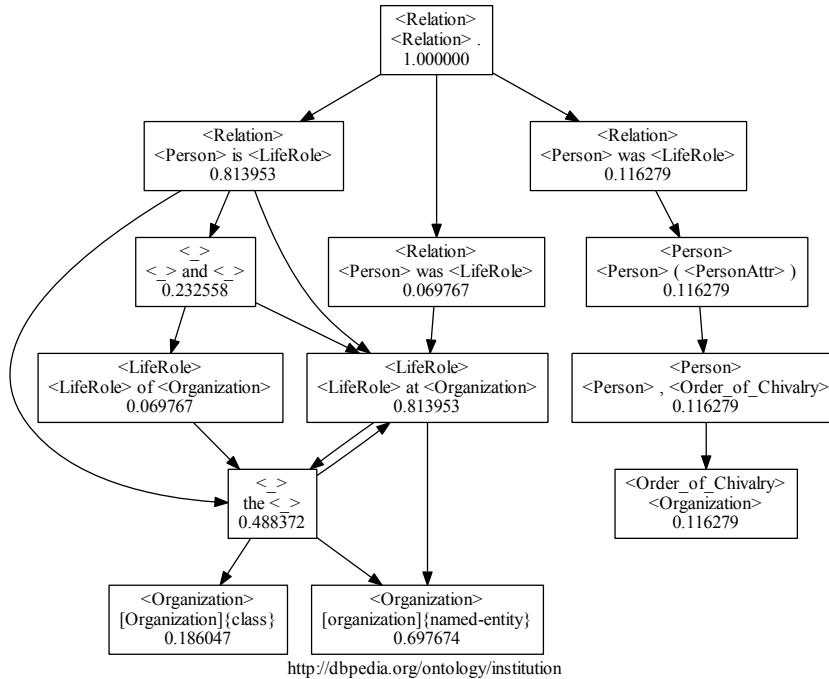 <Relation>
<Relation> .
1.000000
<Relation>
<Person> is <LifeRole>
0.813953
<Relation>
<Person> was <LifeRole>
0.116279
<_>
<_> and <_>
0.232558
<Relation>
<Person> was <LifeRole>
0.069767
<Person>
<Person> ( <PersonAttr> )
0.116279
<LifeRole>
<LifeRole> of <Organization>
0.069767
<LifeRole>
<LifeRole> at <Organization>
0.813953
<Person>
<Person> , <Order_of_Chivalry>
0.116279
<_>
the <_>
0.488372
<Order_of_Chivalry>
<Organization>
0.116279
<Organization>
[Organization]{class}
0.186047
<Organization>
[organization]{named-entity}
0.697674
http://dbpedia.org/ontology/institution